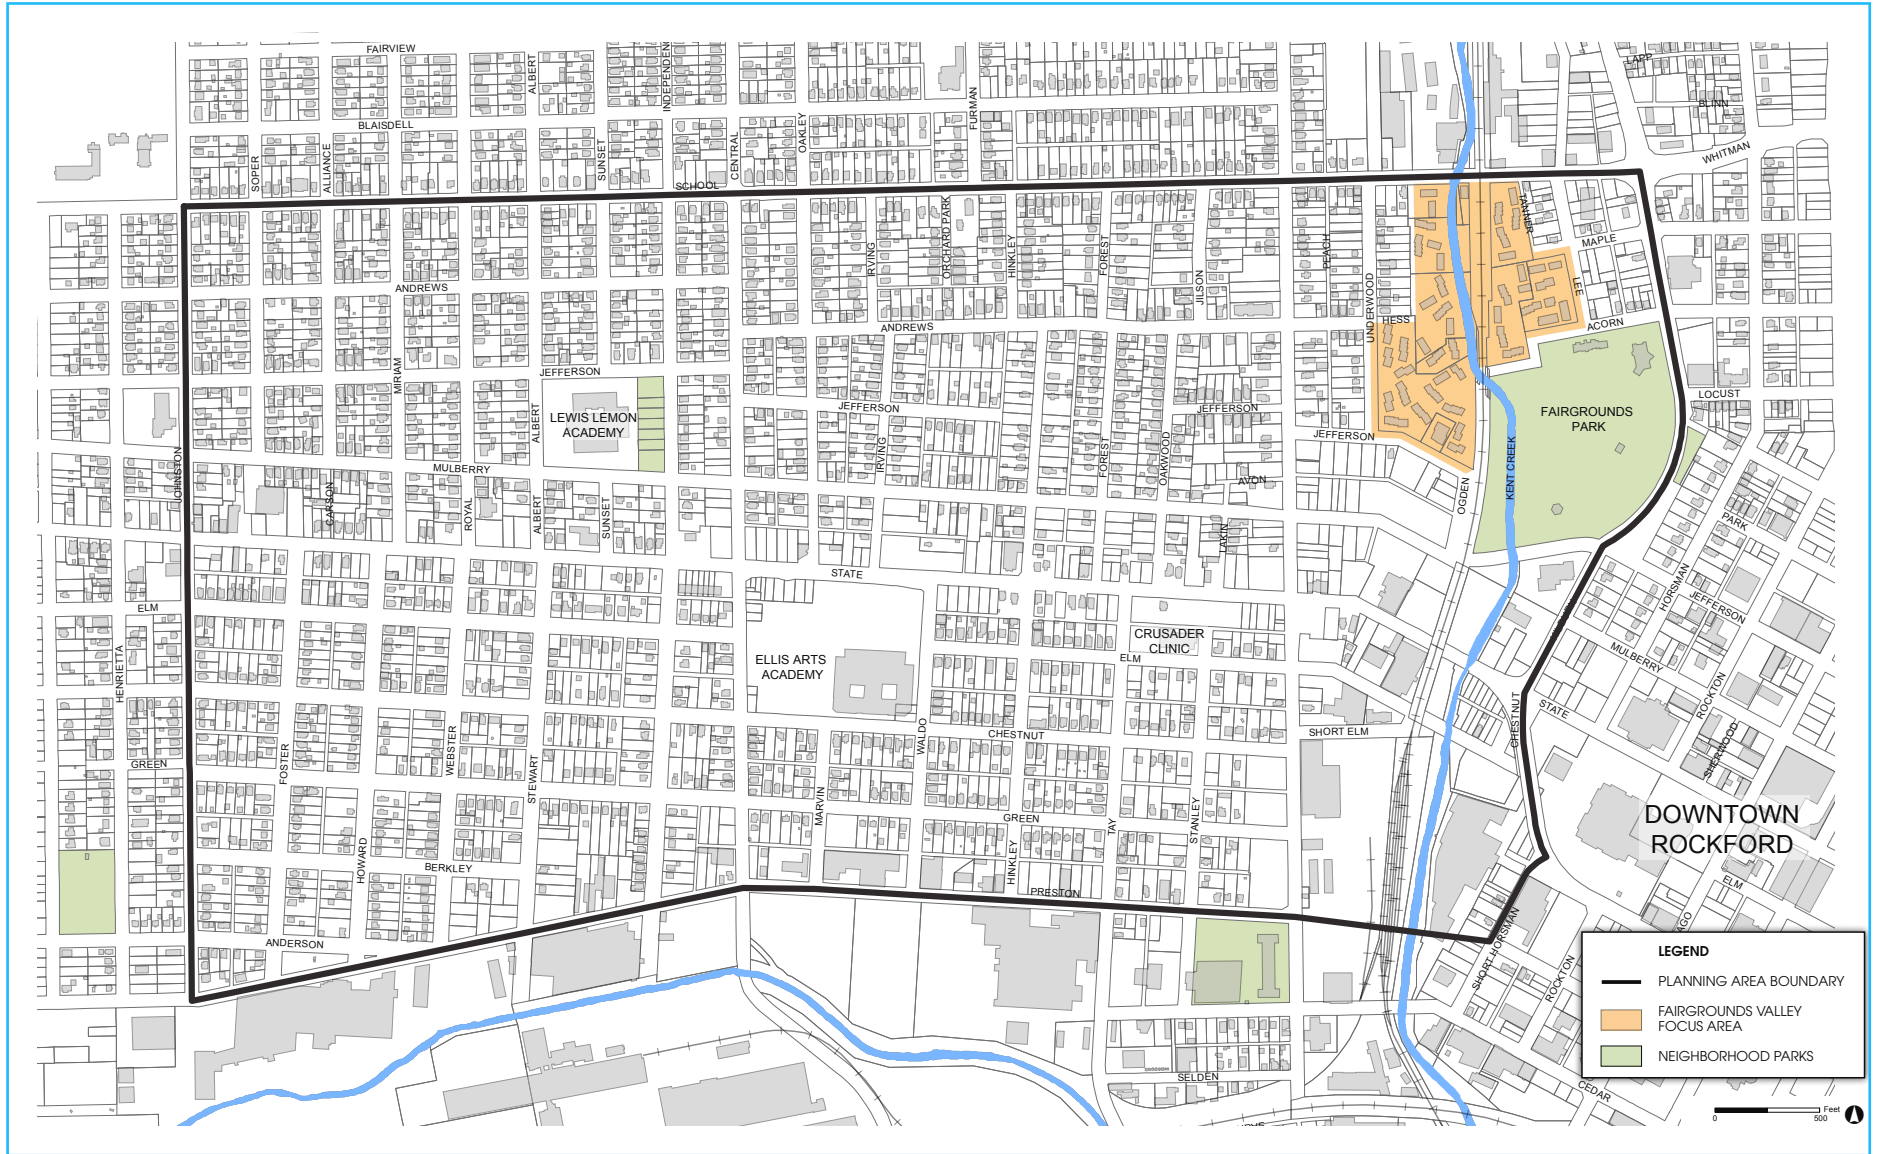 FAIRVIEW
ALBERT
INDEPENDENC
LAPP
BLINN
BLAISDELL
FURMAN
WHITMAN
SOPER
ALLIANCE
SUNSET
CENTRAL
OAKLEY
SCHOOL
TANNER
MAPLE
IRVING
ORCHARD PARK
HINKLEY
FOREST
JILSON
PEACH
UNDERWOOD
LEE
ANDREWS
ANDREWS
HESS
ACORN
MIRIAM
JEFFERSON
ALBERT
LEWIS LEMON
ACADEMY
JEFFERSON
JEFFERSON
JEFFERSON
FAIRGROUNDS
PARK
LOCUST
JOHNSTON
MULBERRY
IRVING
FOREST
OAKWOOD
AVON
KENT CREEK
OGDEN
CARSON
ROYAL
ALBERT
SUNSET
LAKIN
PARK
STATE
HORSMAN
JEFFERSON
ELM
HENRIETTA
CRUSADER
CLINIC
ELM
ELLIS ARTS
ACADEMY
MULBERRY
ROCKTON
STATE
CHESTNUT
WALDO
CHESTNUT
SHORT ELM
SHERWOOD
GREEN
FOSTER
WEBSTER
STEWART
MARVIN
GREEN
TAY
STANLEY
DOWNTOWN
ROCKFORD
HOWARD
BERKLEY
HINKLEY
PRESTON
ELM
AGO
ANDERSON
SHORT HORSMAN
ROCKTON
SELDEN
CEDAR
LEGEND
PLANNING AREA BOUNDARY
FAIRGROUNDS VALLEY
FOCUS AREA
NEIGHBORHOOD PARKS
Feet
0 500